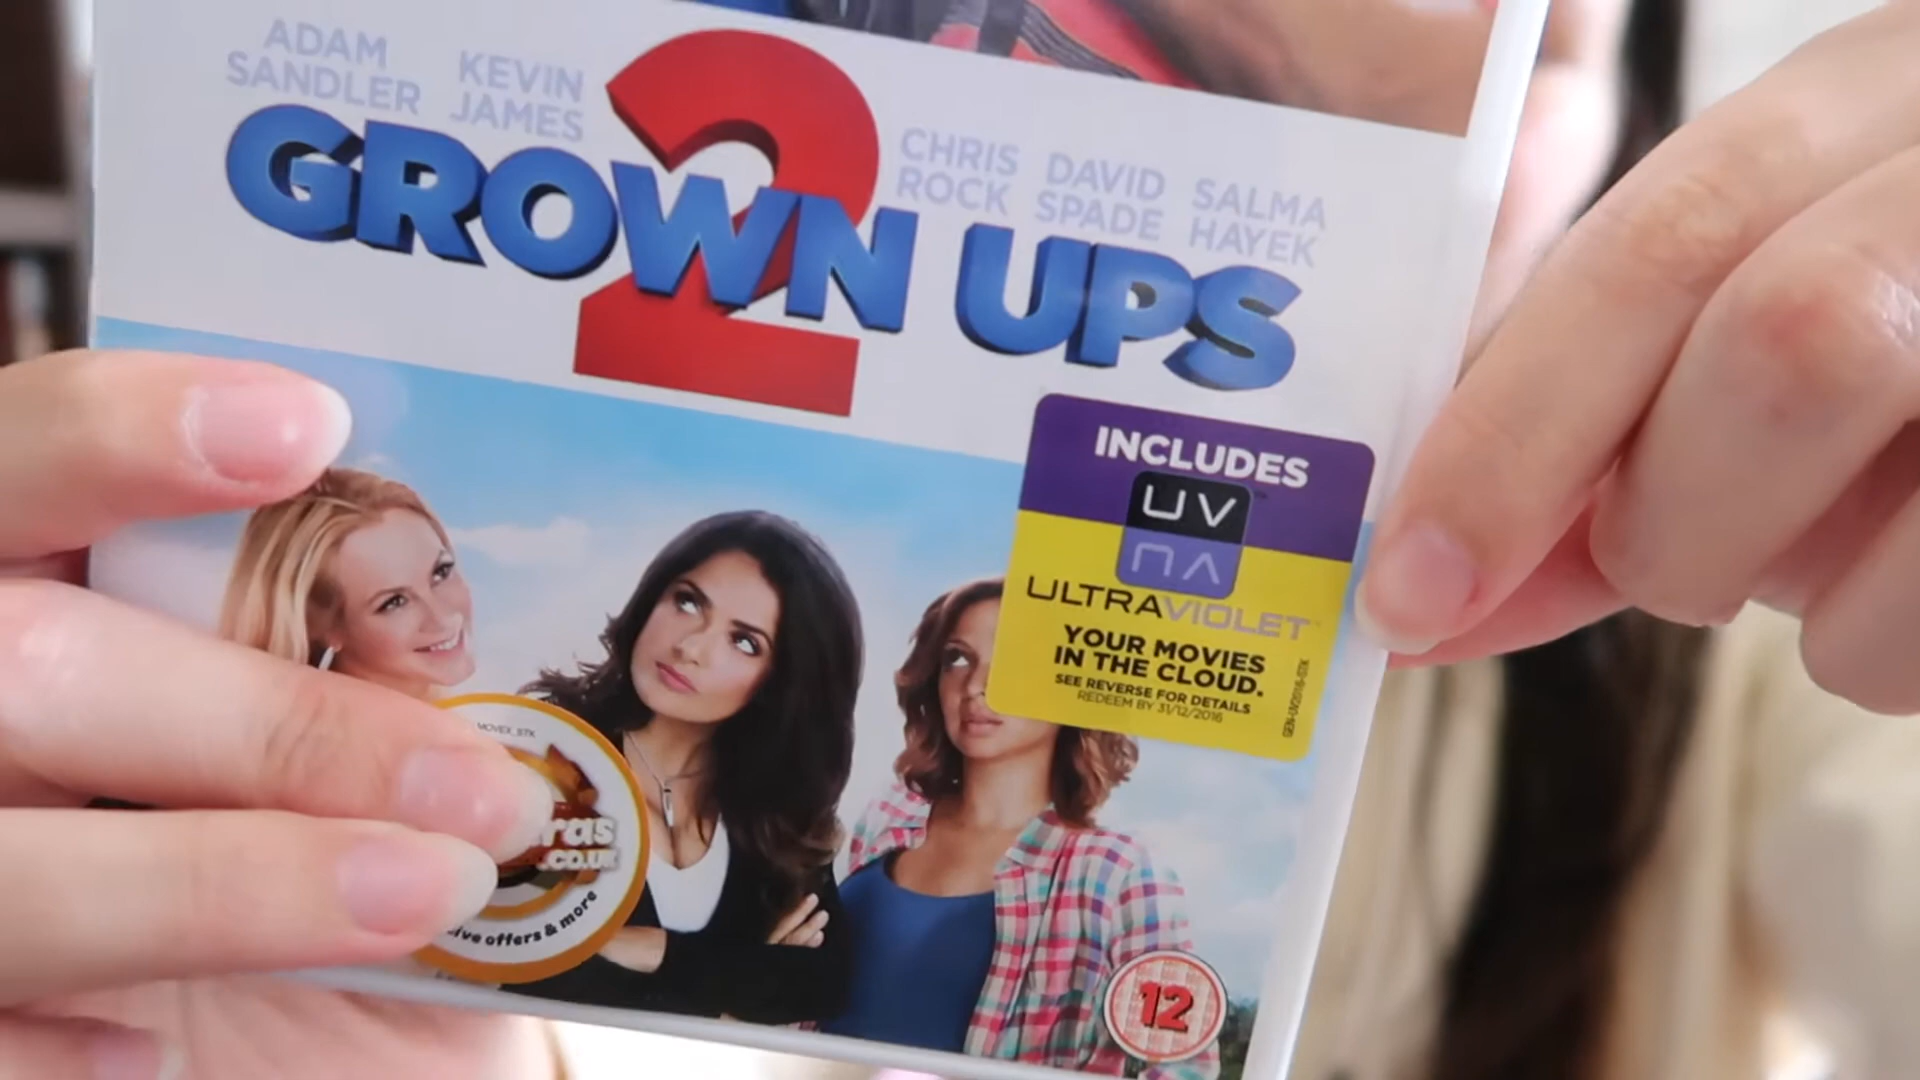 ADAM
SANDLER
KEVIN
JAMES
2
CHRIS
ROCK
DAVID
SPADE
SALMA
HAYEK
GROWN UPS
INCLUDES
UV
ULTRAVIOLET
YOUR MOVIES
IN THE CLOUD.
SEE REVERSE FOR DETAILS
REDEEM BY 31/12/2016
MOVEX_STK
.CO.UK
offers & more
12